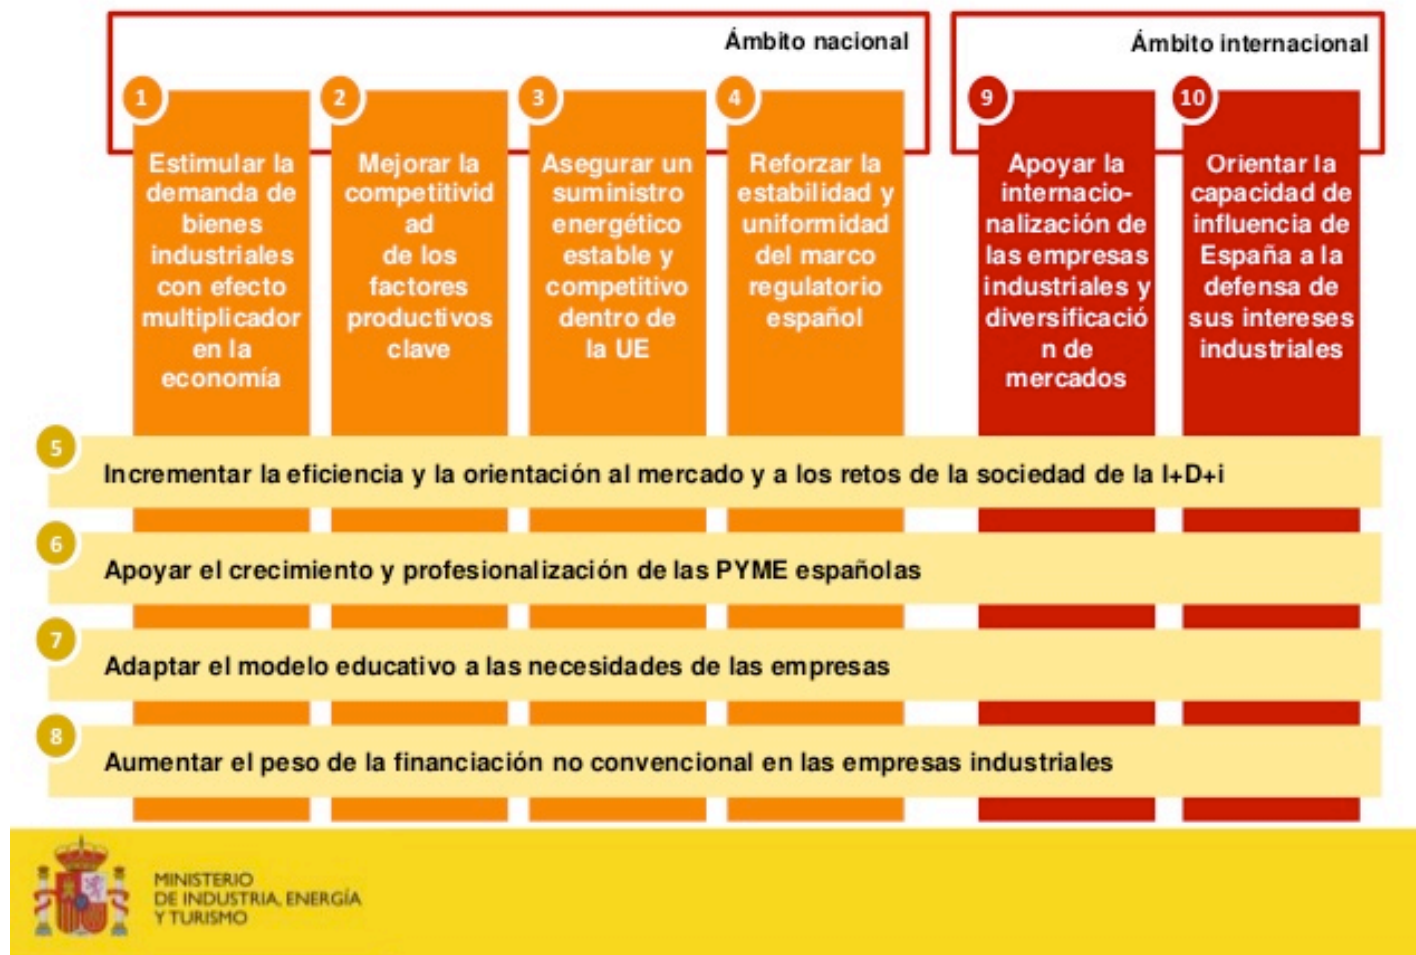 Ámbito nacional
Ámbito internacional
1
Estimular la
demanda de
bienes
industriales
con efecto
multiplicador
en la
economía
2
Mejorar la
competitivid
ad
de los
factores
productivos
clave
3
Asegurar un
suministro
energético
estable y
competitivo
dentro de
la UE
4
Reforzar la
estabilidad y
uniformidad
del marco
regulatorio
español
9
Apoyar la
internacio-
nalización de
las empresas
industriales y
diversificació
n de
mercados
10
Orientar la
capacidad de
influencia de
España a la
defensa de
sus intereses
industriales
5
Incrementar la eficiencia y la orientación al mercado y a los retos de la sociedad de la I+D+i
6
Apoyar el crecimiento y profesionalización de las PYME españolas
7
Adaptar el modelo educativo a las necesidades de las empresas
8
Aumentar el peso de la financiación no convencional en las empresas industriales
MINISTERIO
DE INDUSTRIA, ENERGÍA
Y TURISMO